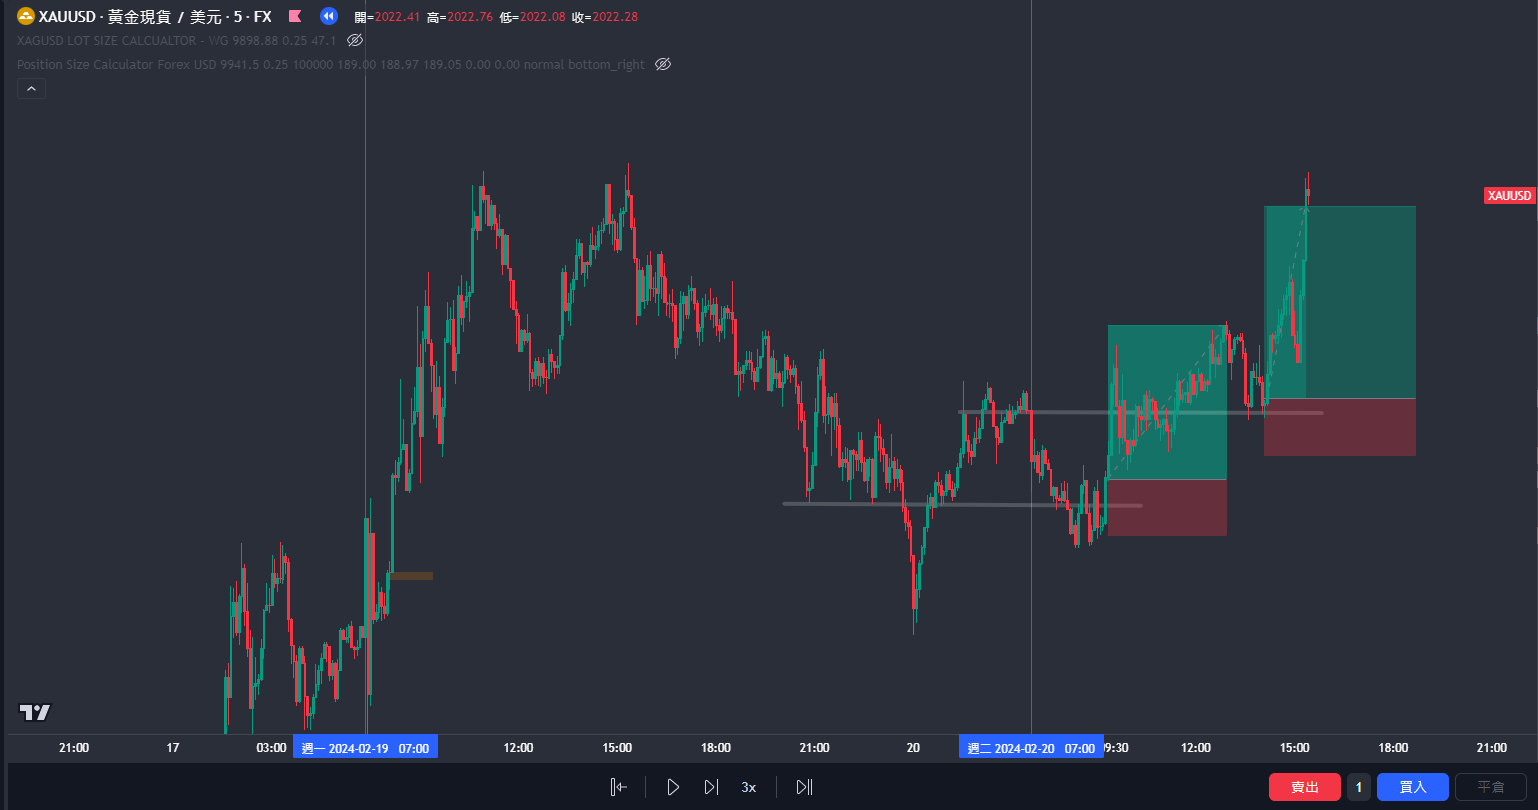 XAUUSD · 黃金現貨 / 美元 · 5 · FX 開=2022.41 高=2022.76 低=2022.08 收=2022.28
XAGUSD LOT SIZE CALCUALTOR - WG 9898.88 0.25 47.1
Position Size Calculator Forex USD 9941.5 0.25 100000 189.00 188.97 189.05 0.00 0.00 normal bottom_right
XAUUSD
21:00 17 03:00 週一 2024-02-19 07:00 12:00 15:00 18:00 21:00 20 週二 2024-02-20 07:00 09:30 12:00 15:00 18:00 21:00
3x 賣出 1 買入 平倉